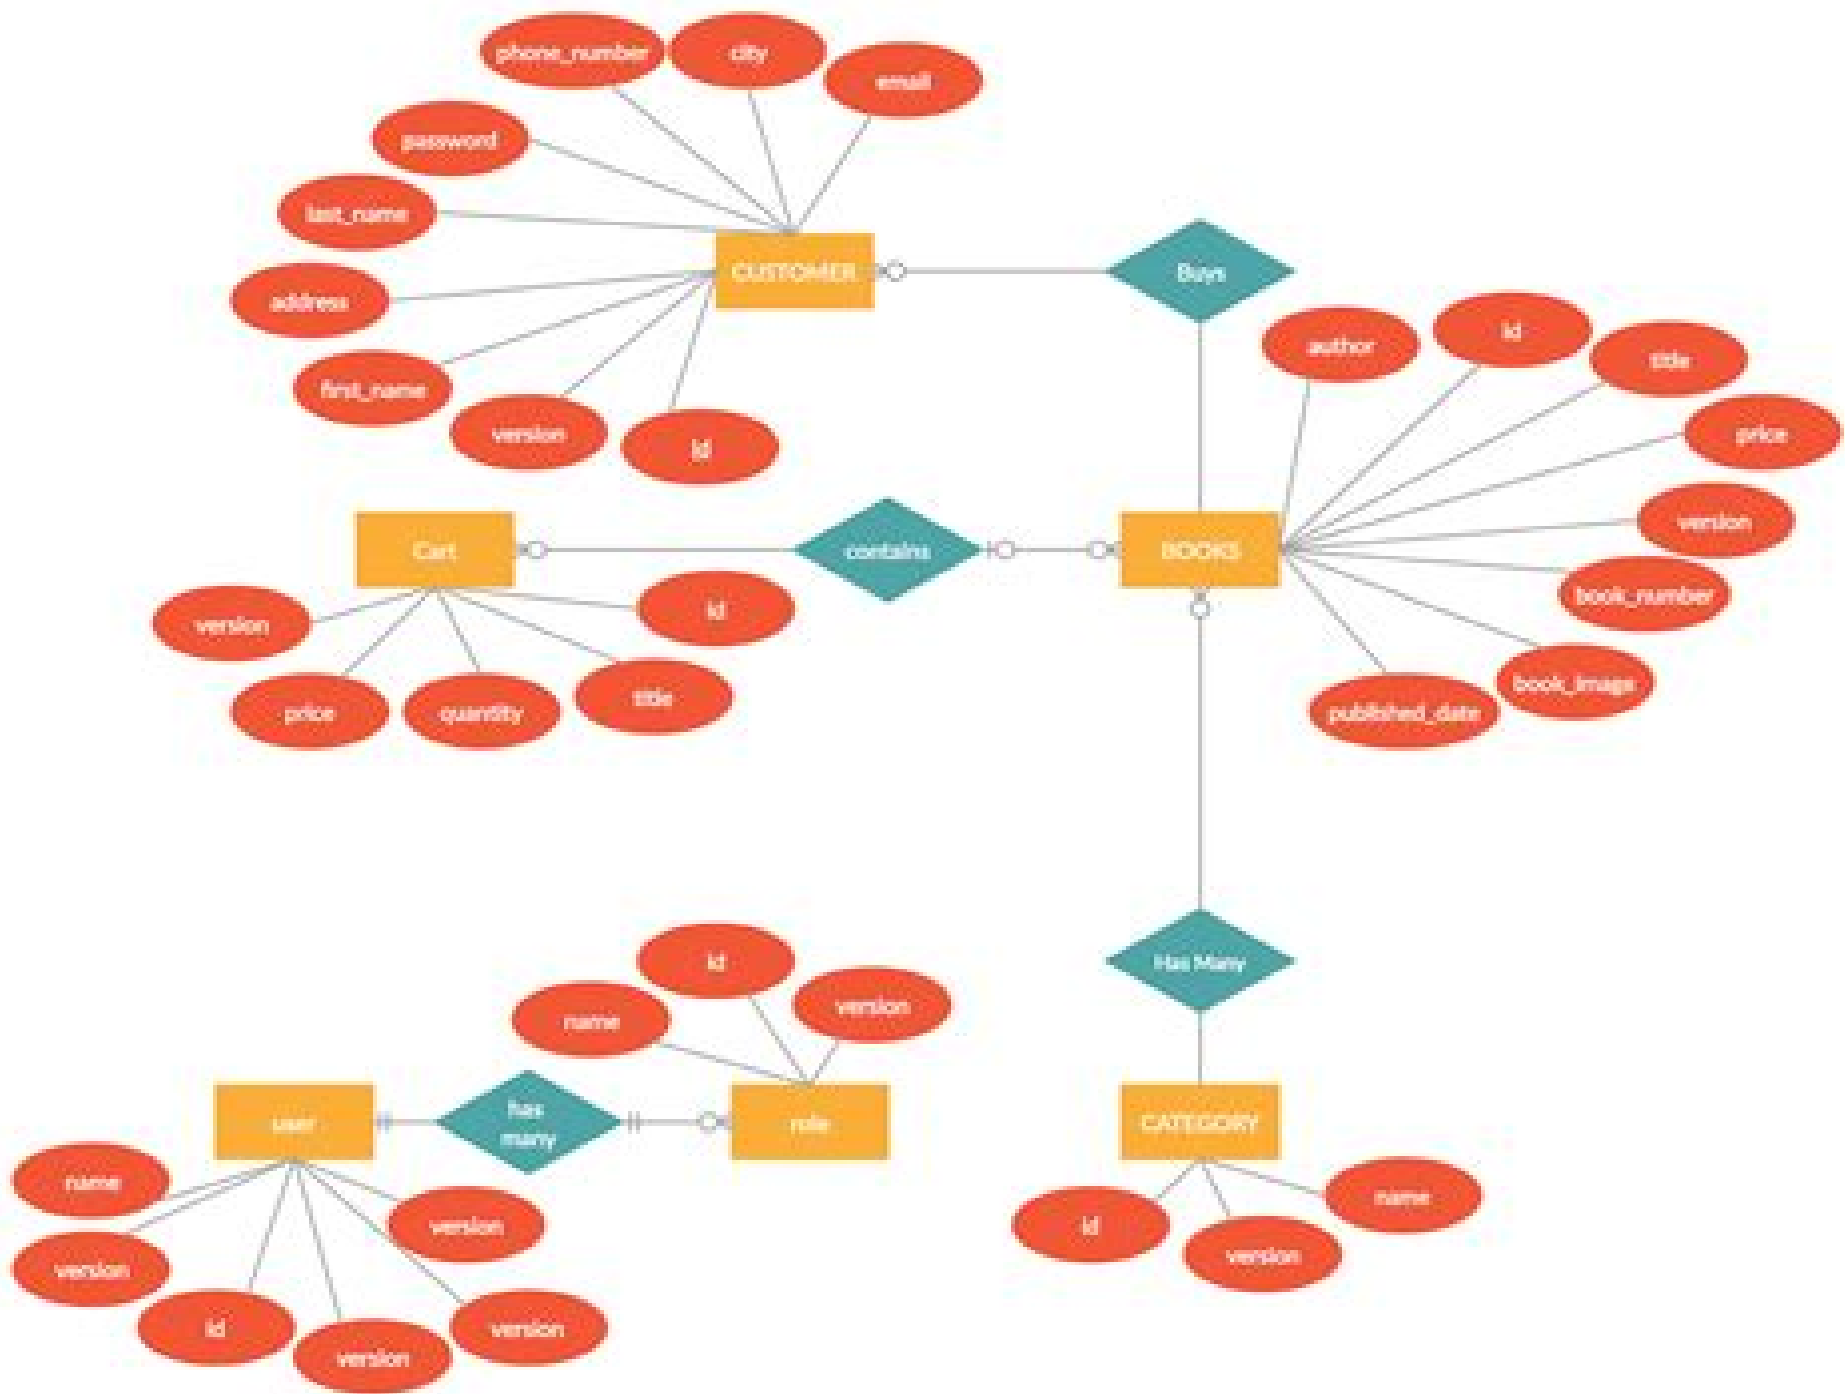 phone_number
city
email
password
last_name
CUSTOMER
address
first_name
version
id
Buys
author
id
title
price
version
book_number
book_image
published_date
BOOKS
contains
Cart
version
price
quantity
title
id
Has Many
CATEGORY
id
version
name
id
name
version
role
has
many
user
name
version
id
version
version
version